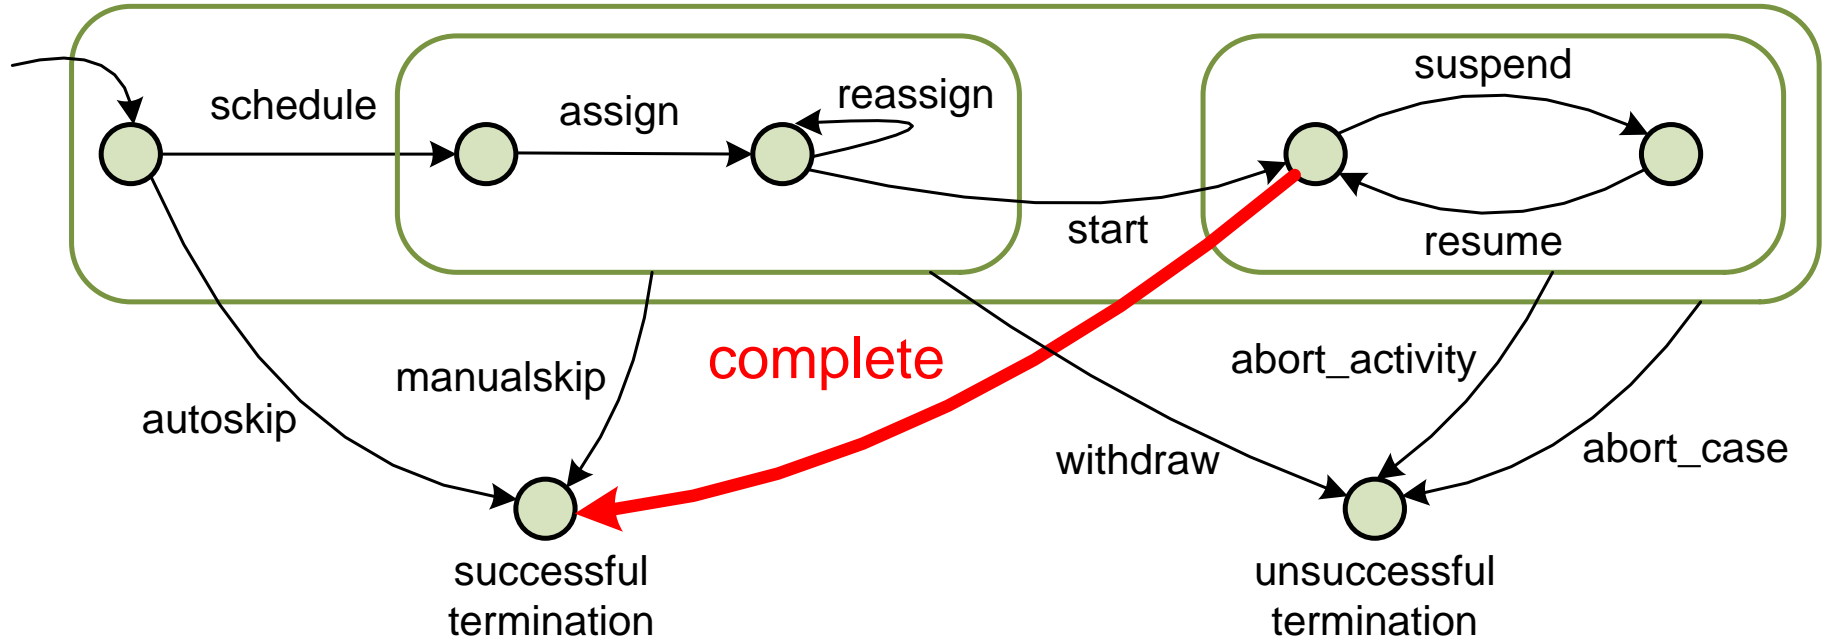 suspend
reassign
schedule
assign
start
resume
complete
abort_activity
manualskip
autoskip
withdraw
abort_case
successful
termination
unsuccessful
termination